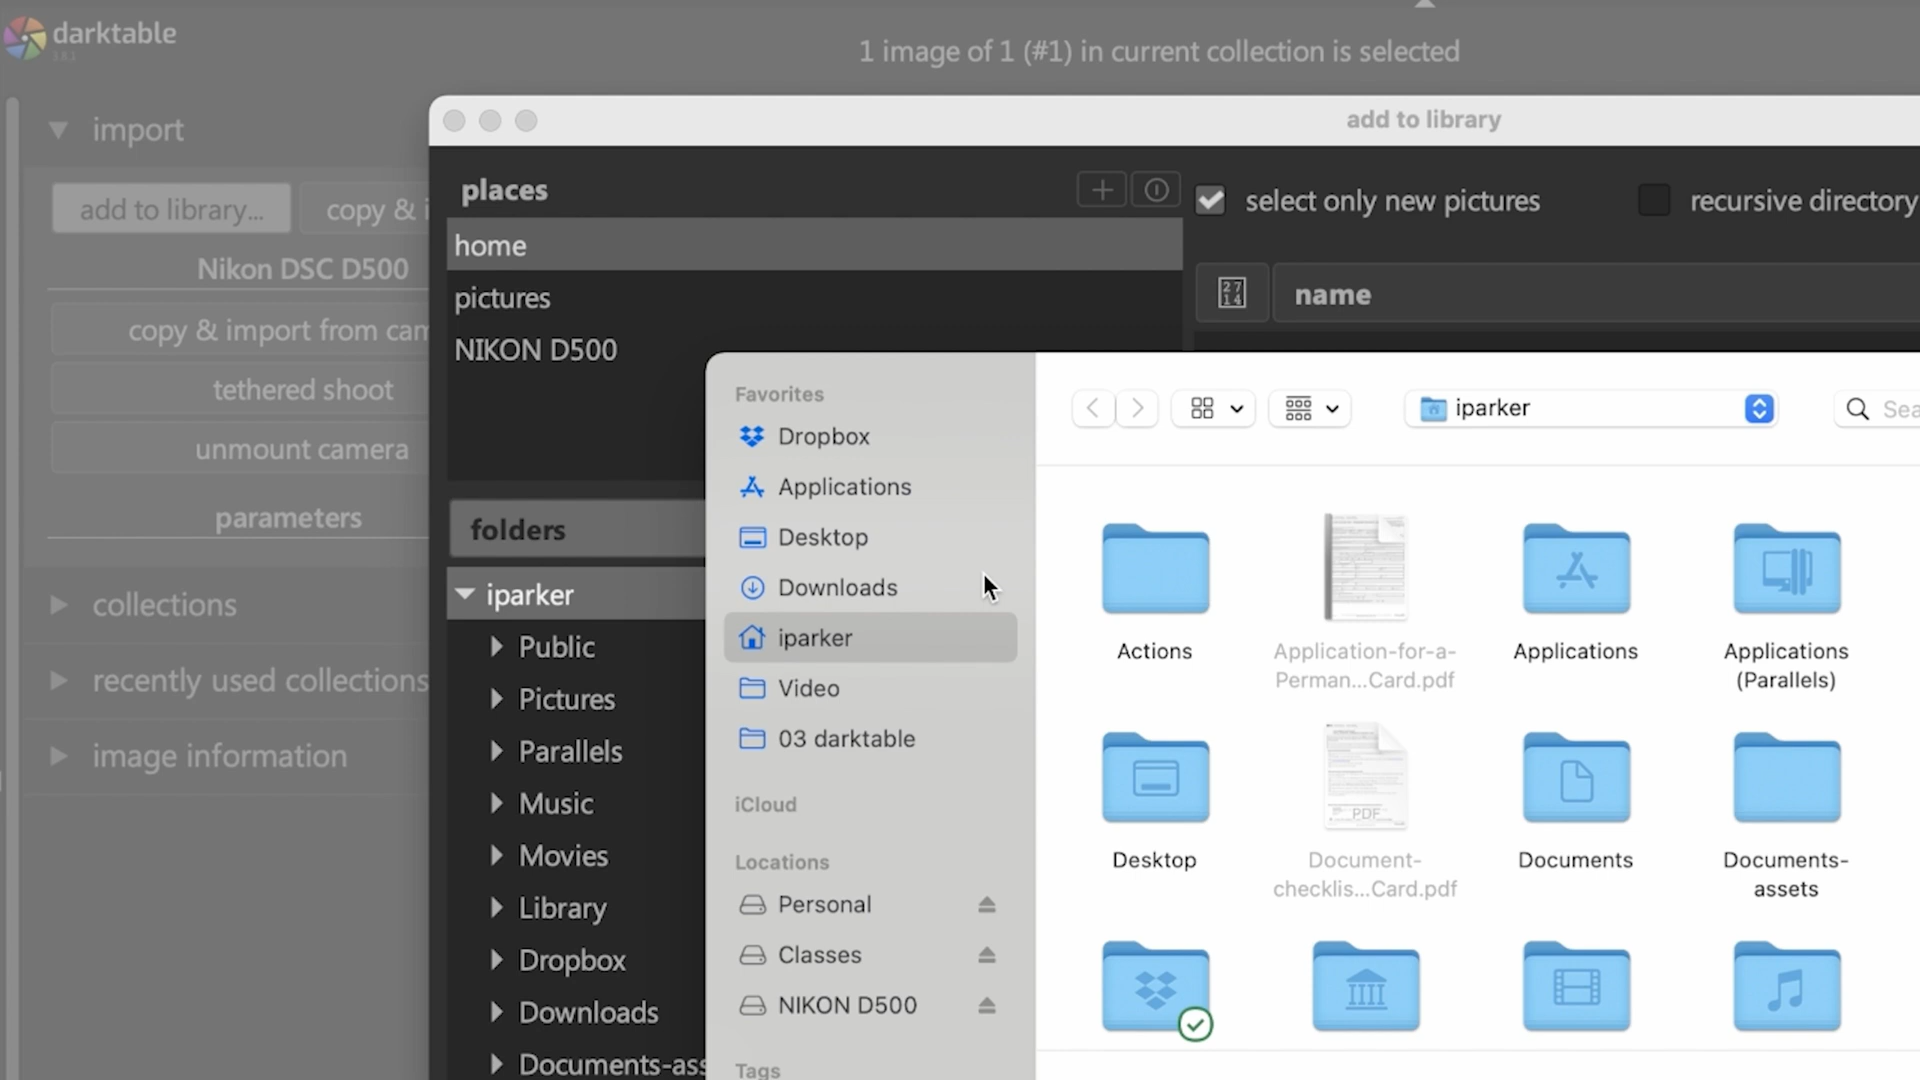 darktable
3.8.1
1 image of 1 (#1) in current collection is selected
import
add to library...
copy & i
Nikon DSC D500
copy & import from cam
tethered shoot
unmount camera
parameters
collections
recently used collections
image information
add to library
places
select only new pictures
recursive directory
home
pictures
NIKON D500
name
folders
iparker
Public
Pictures
Parallels
Music
Movies
Library
Dropbox
Downloads
Documents-ass
Favorites
Dropbox
Applications
Desktop
Downloads
iparker
Video
03 darktable
iCloud
Locations
Personal
Classes
NIKON D500
Tags
iparker
Sea
Actions
Application-for-a-
Perman...Card.pdf
Applications
Applications
(Parallels)
Desktop
PDF
Document-
checklis...Card.pdf
Documents
Documents-
assets